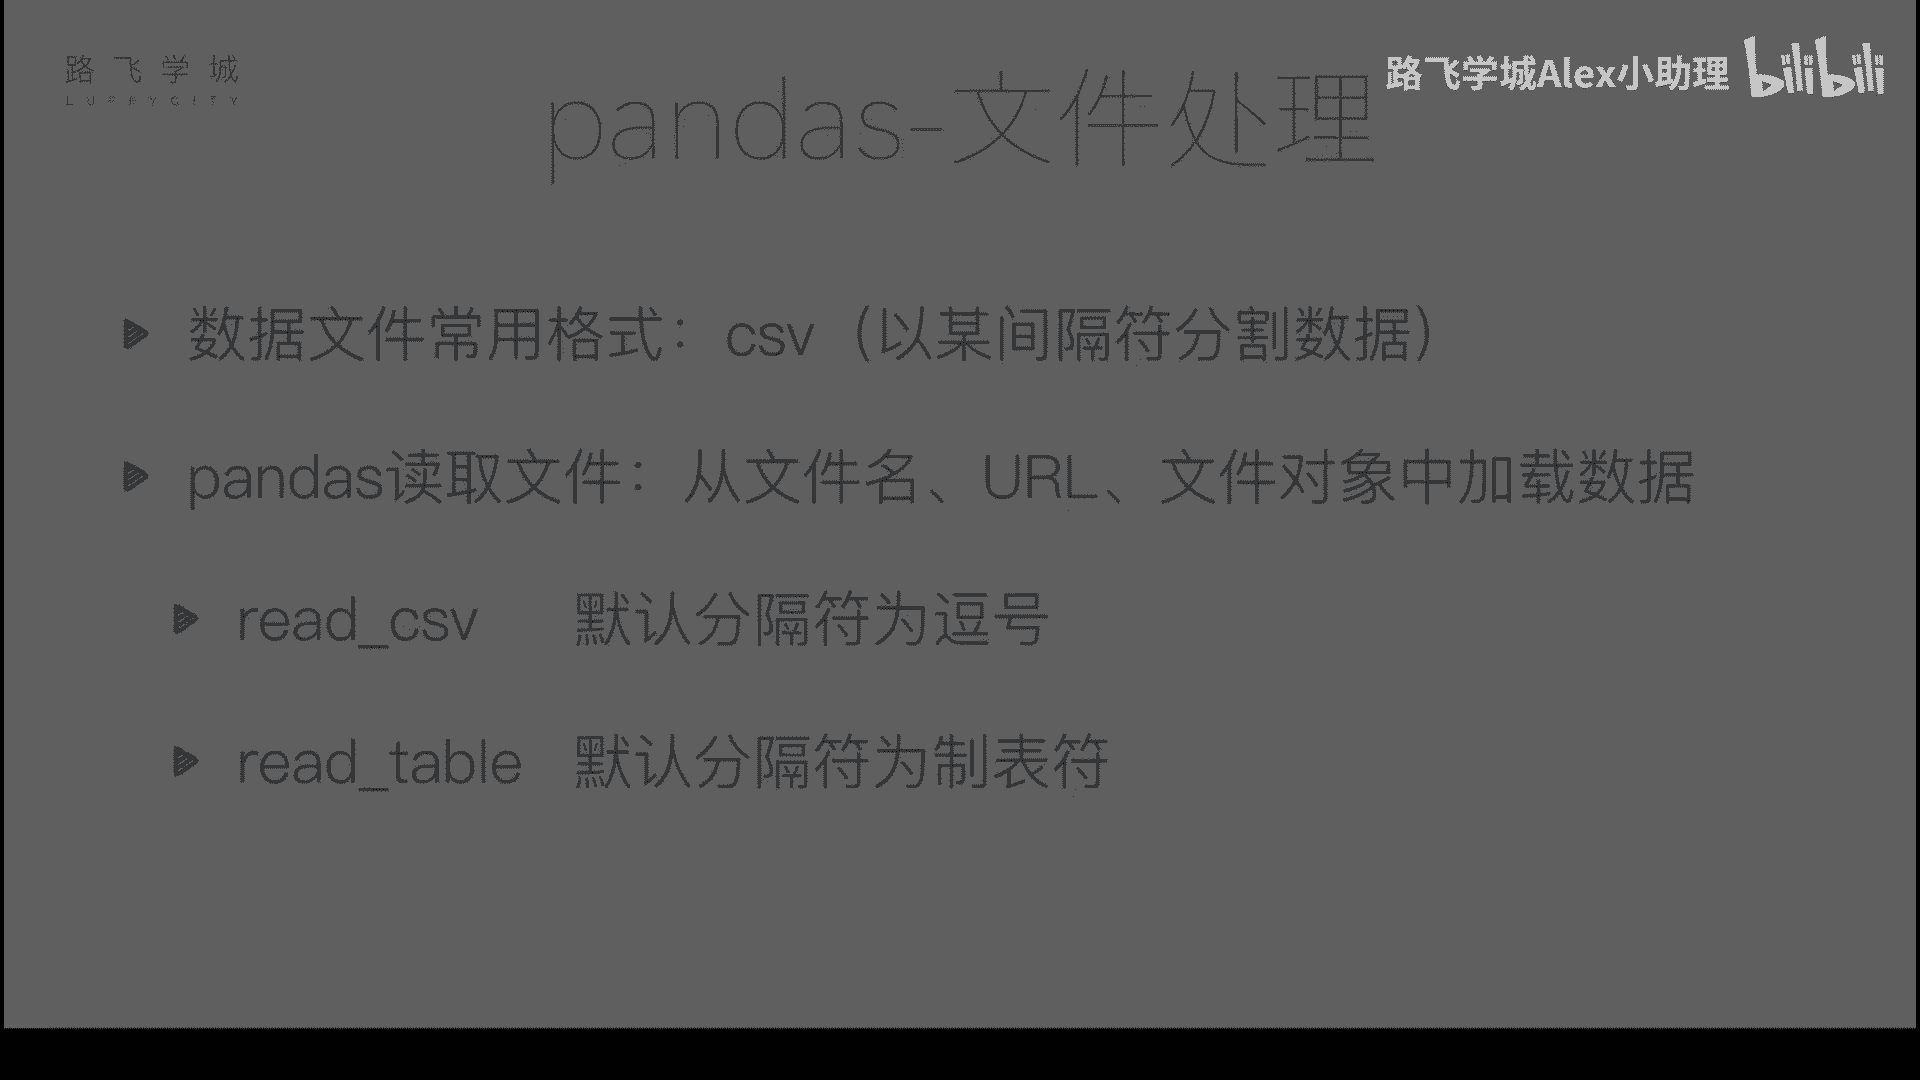 路飞学城
LUFFYCITY
路飞学城Alex小助理 bilibili
pandas-文件处理
数据文件常用格式：csv（以某间隔符分割数据）
pandas读取文件：从文件名、URL、文件对象中加载数据
read_csv 默认分隔符为逗号
read_table 默认分隔符为制表符